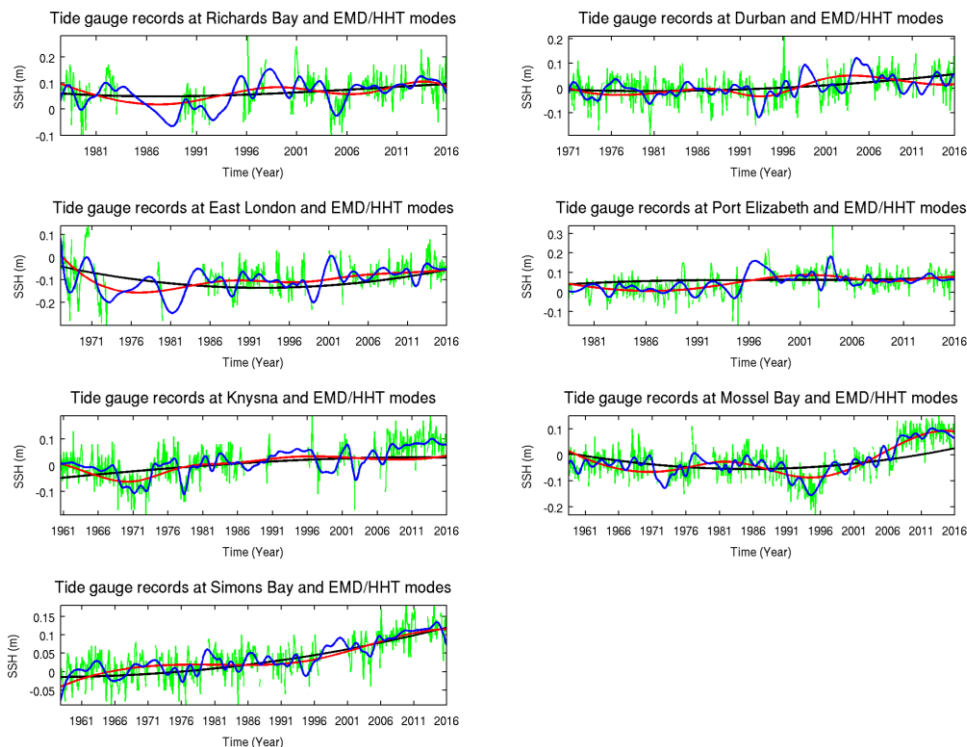 Tide gauge records at Richards Bay and EMD/HHT modes
SSH (m)
0.2
0.1
0
-0.1
1981 1986 1991 1996 2001 2006 2011 2016
Time (Year)
Tide gauge records at Durban and EMD/HHT modes
SSH (m)
0.2
0.1
0
-0.1
1971 1976 1981 1986 1991 1996 2001 2006 2011 2016
Time (Year)
Tide gauge records at East London and EMD/HHT modes
SSH (m)
0.1
0
-0.1
-0.2
1971 1976 1981 1986 1991 1996 2001 2006 2011 2016
Time (Year)
Tide gauge records at Port Elizabeth and EMD/HHT modes
SSH (m)
0.3
0.2
0.1
0
-0.1
1981 1986 1991 1996 2001 2006 2011 2016
Time (Year)
Tide gauge records at Knysna and EMD/HHT modes
SSH (m)
0.1
0
-0.1
1961 1966 1971 1976 1981 1986 1991 1996 2001 2006 2011 2016
Time (Year)
Tide gauge records at Mossel Bay and EMD/HHT modes
SSH (m)
0.1
0
-0.1
-0.2
1961 1966 1971 1976 1981 1986 1991 1996 2001 2006 2011 2016
Time (Year)
Tide gauge records at Simons Bay and EMD/HHT modes
SSH (m)
0.15
0.1
0.05
0
-0.05
1961 1966 1971 1976 1981 1986 1991 1996 2001 2006 2011 2016
Time (Year)